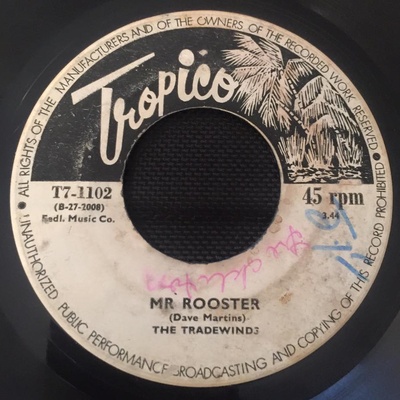 ALL RIGHTS OF THE MANUFACTURERS AND OF THE OWNERS OF THE RECORDED WORK RESERVED
UNAUTHORIZED PUBLIC PERFORMANCE BROADCASTING AND COPYING OF THIS RECORD PROHIBITED
Tropico
T7-1102
(B-27-2008)
Endl. Music Co.
45 rpm
3.44
MR ROOSTER
(Dave Martins)
THE TRADEWINDS